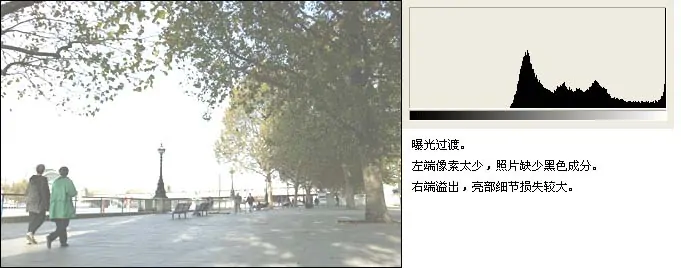 曝光过渡。
左端像素太少，照片缺少黑色成分。
右端溢出，亮部细节损失较大。